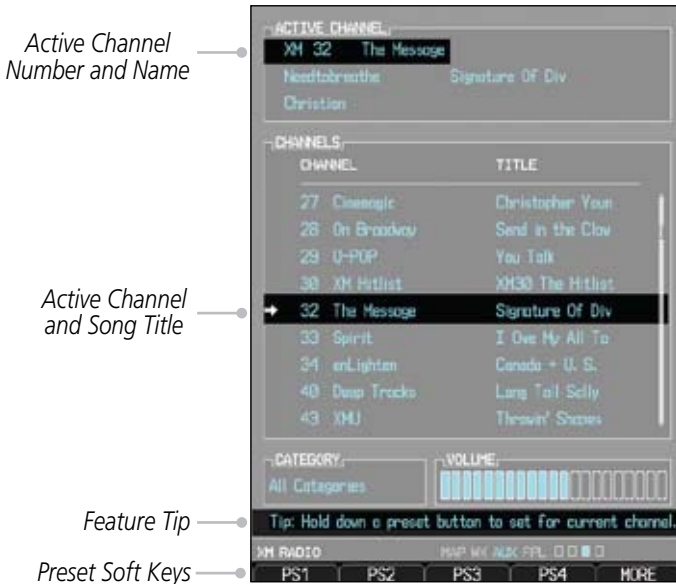 Active Channel
Number and Name
ACTIVE CHANNEL
XM 32 The Message
Needtobreathe Signature Of Div
Christian
CHANNELS
CHANNEL TITLE
27 Cinemagic Christopher Youn
28 On Broadway Send in the Clow
29 U-POP You Talk
30 XM Hitlist XM30 The Hitlist
Active Channel
and Song Title
32 The Message Signature Of Div
33 Spirit I Owe My All To
34 enLighten Canada + U. S.
40 Deep Tracks Long Tall Sally
43 XMU Throwin' Shapes
CATEGORY
All Categories
VOLUME
Feature Tip
Tip: Hold down a preset button to set for current channel.
XM RADIO MAP WX AUX FPL
Preset Soft Keys
PS1 PS2 PS3 PS4 MORE